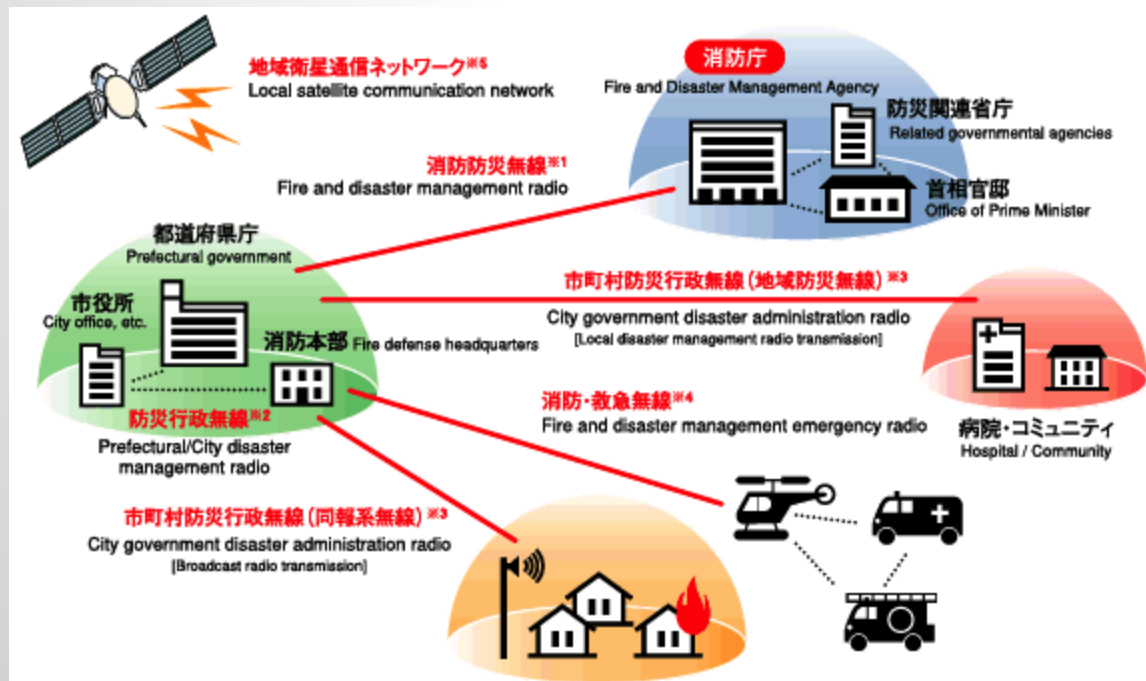 地域衛星通信ネットワーク※5
Local satellite communication network
消防庁
Fire and Disaster Management Agency
防災関連省庁
Related governmental agencies
首相官邸
Office of Prime Minister
消防防災無線※1
Fire and disaster management radio
都道府県庁
Prefectural government
市役所
City office, etc.
消防本部 Fire defense headquarters
防災行政無線※2
Prefectural/City disaster
management radio
市町村防災行政無線(地域防災無線)※3
City government disaster administration radio
[Local disaster management radio transmission]
消防・救急無線※4
Fire and disaster management emergency radio
病院・コミュニティ
Hospital / Community
市町村防災行政無線(同報系無線)※3
City government disaster administration radio
[Broadcast radio transmission]